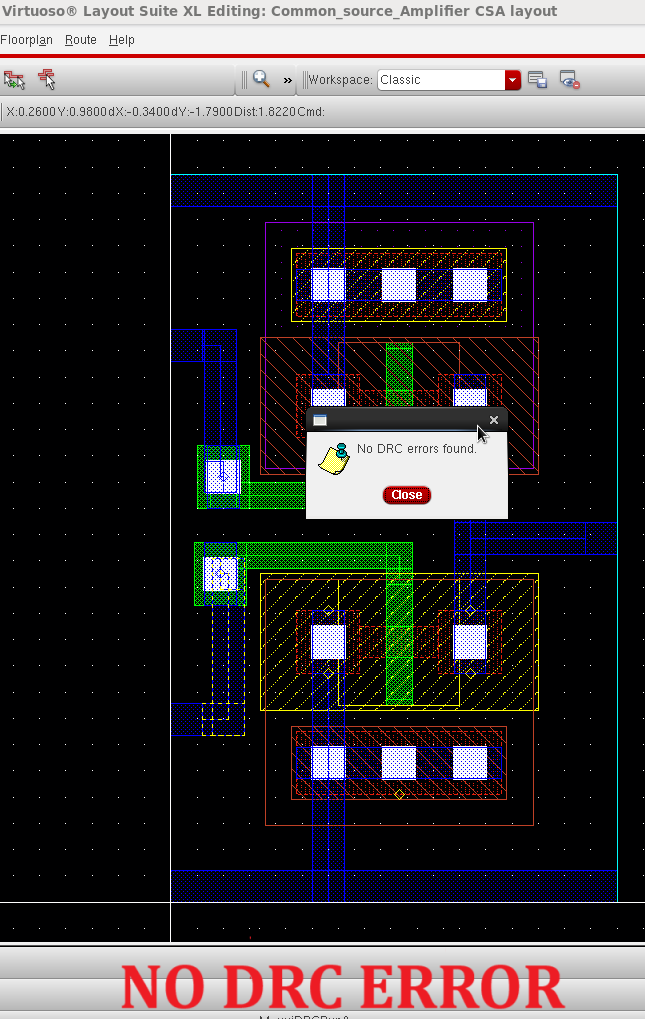 Virtuoso® Layout Suite XL Editing: Common_source_Amplifier CSA layout
Floorplan Route Help
» Workspace: Classic
X:0.2600Y:0.9800dX:-0.3400dY:-1.7900Dist:1.8220Cmd:
No DRC errors found.
Close
NO DRC ERROR